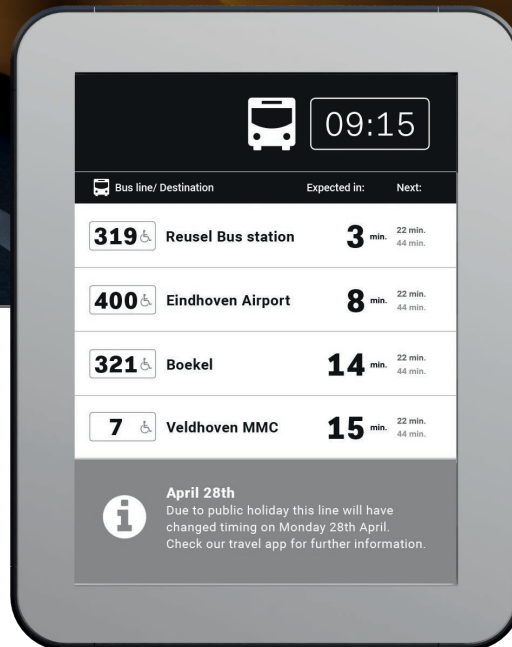 09:15
Bus line/ Destination Expected in: Next:
319 Reusel Bus station 3 min. 22 min.
44 min.
400 Eindhoven Airport 8 min. 22 min.
44 min.
321 Boekel 14 min. 22 min.
44 min.
7 Veldhoven MMC 15 min. 22 min.
44 min.
April 28th
Due to public holiday this line will have
changed timing on Monday 28th April.
Check our travel app for further information.